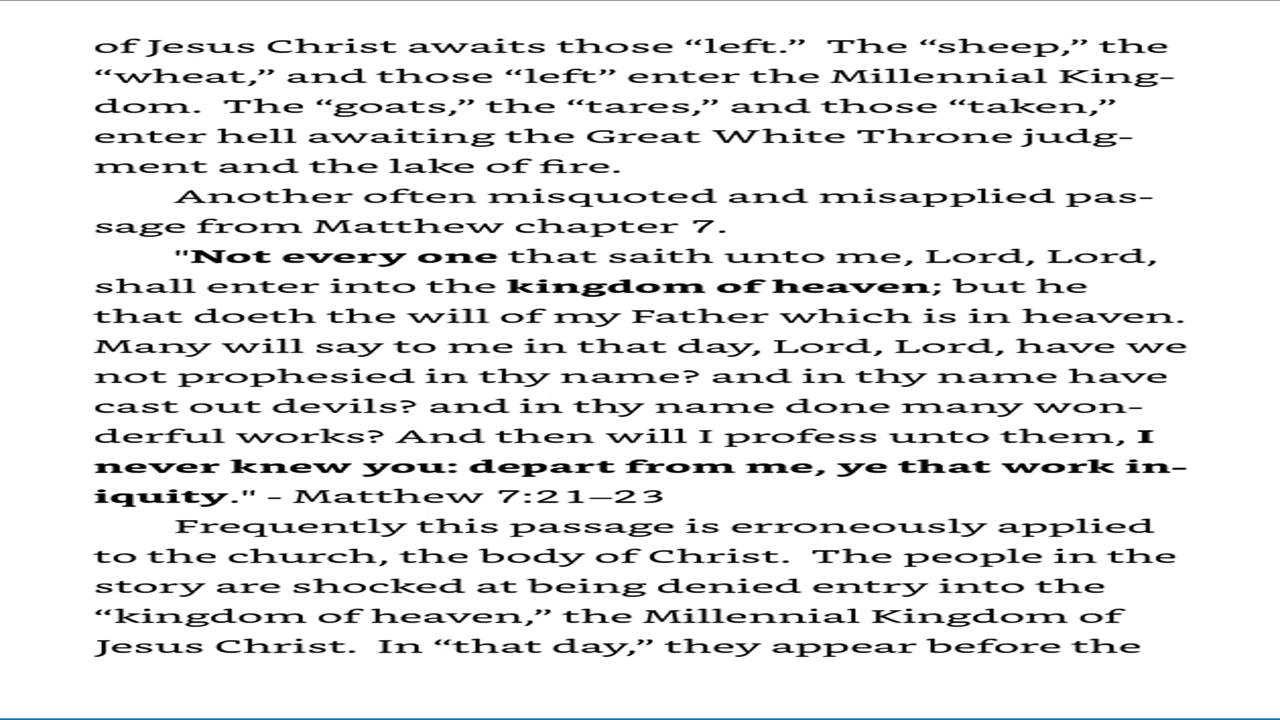 of Jesus Christ awaits those “left.”  The “sheep,” the
“wheat,” and those “left” enter the Millennial King-
dom.  The “goats,” the “tares,” and those “taken,”
enter hell awaiting the Great White Throne judg-
ment and the lake of fire.
Another often misquoted and misapplied pas-
sage from Matthew chapter 7.
"Not every one that saith unto me, Lord, Lord,
shall enter into the kingdom of heaven; but he
that doeth the will of my Father which is in heaven.
Many will say to me in that day, Lord, Lord, have we
not prophesied in thy name? and in thy name have
cast out devils? and in thy name done many won-
derful works? And then will I profess unto them, I
never knew you: depart from me, ye that work in-
iquity." - Matthew 7:21–23
Frequently this passage is erroneously applied
to the church, the body of Christ.  The people in the
story are shocked at being denied entry into the
“kingdom of heaven,” the Millennial Kingdom of
Jesus Christ.  In “that day,” they appear before the